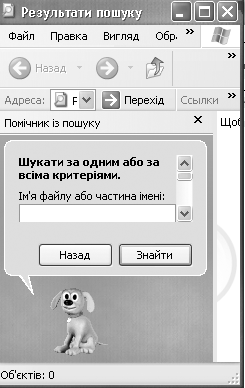 Результати пошуку
Файл Правка Вигляд Обра
Назад
Адреса: Р Перехід Ссылки
Помічник із пошуку
Щоб
Шукати за одним або за
всіма критеріями.
Ім'я файлу або частина імені:
Назад Знайти
Об'єктів: 0